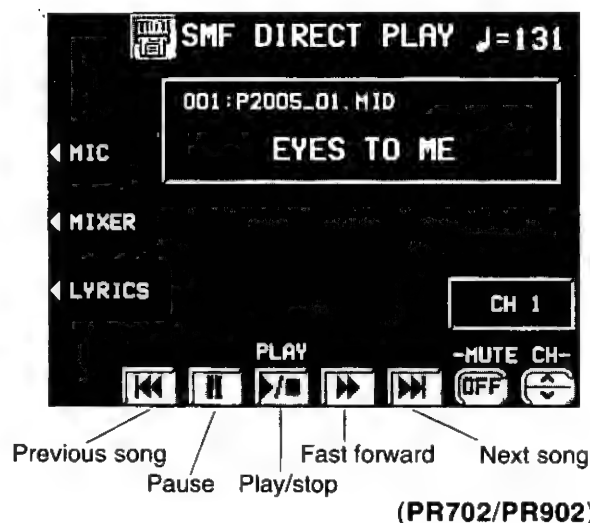 SMF DIRECT PLAY ♩=131
001:P2005_01.MID
EYES TO ME
MIC
MIXER
LYRICS
CH 1
PLAY
-MUTE CH-
OFF
Previous song
Pause
Play/stop
Fast forward
Next song
(PR702/PR902)